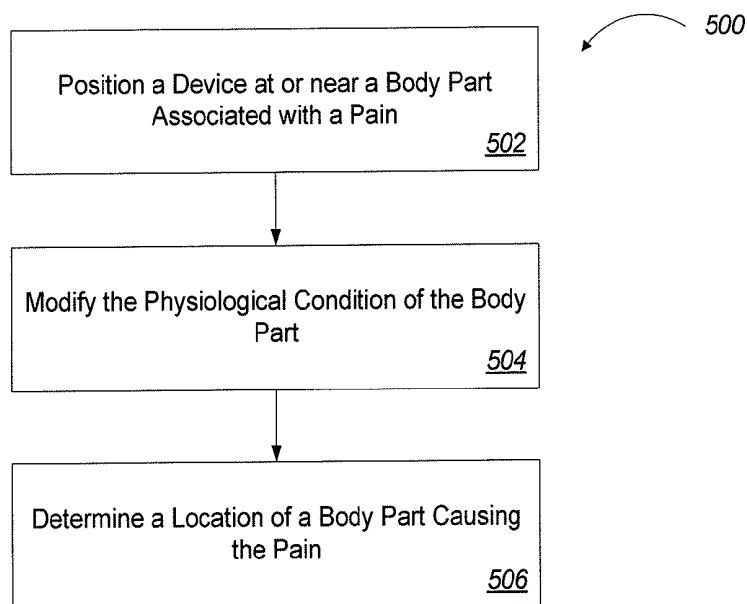 500
Position a Device at or near a Body Part
Associated with a Pain
502
Modify the Physiological Condition of the Body
Part
504
Determine a Location of a Body Part Causing
the Pain
506